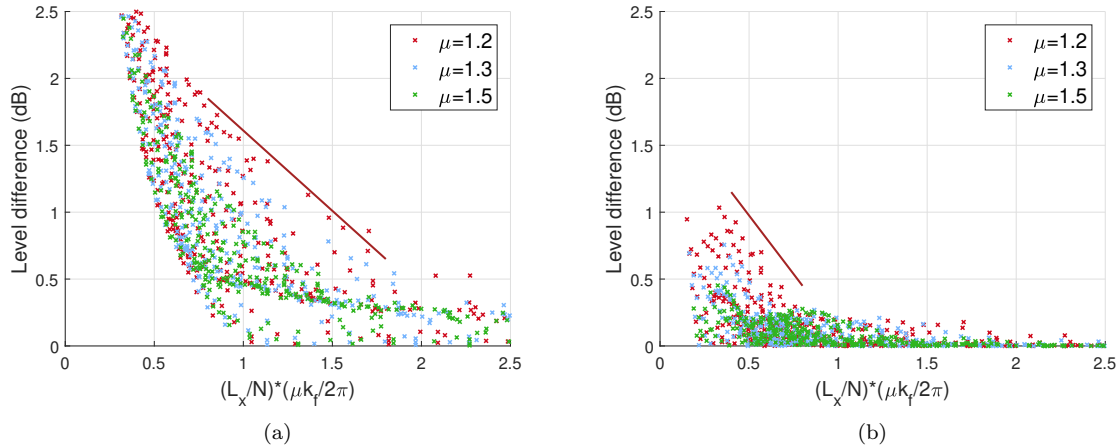 2.5
2
1.5
1
0.5
0
0 0.5 1 1.5 2 2.5
Level difference (dB)
(L_x/N)*(μk_f/2π)
μ=1.2
μ=1.3
μ=1.5
(a)
2.5
2
1.5
1
0.5
0
0 0.5 1 1.5 2 2.5
Level difference (dB)
(L_x/N)*(μk_f/2π)
μ=1.2
μ=1.3
μ=1.5
(b)